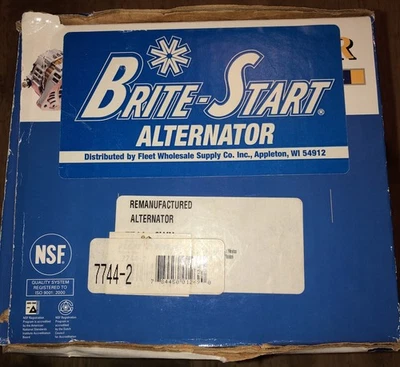 R
BRITE-START®
ALTERNATOR
Distributed by Fleet Wholesale Supply Co. Inc., Appleton, WI 54912
REMANUFACTURED
ALTERNATOR
NSF
7744-2
QUALITY SYSTEM
REGISTERED TO
ISO 9001: 2000